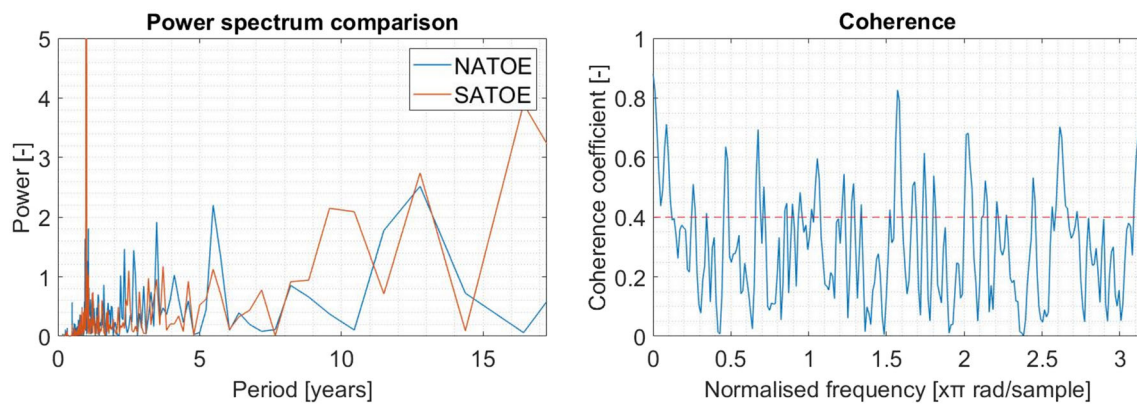 Power spectrum comparison
5
4
3
2
1
0
Power [-]
NATOE
SATOE
0
5
10
15
Period [years]
Coherence
1
0.8
0.6
0.4
0.2
0
Coherence coefficient [-]
0
0.5
1
1.5
2
2.5
3
Normalised frequency [xπ rad/sample]